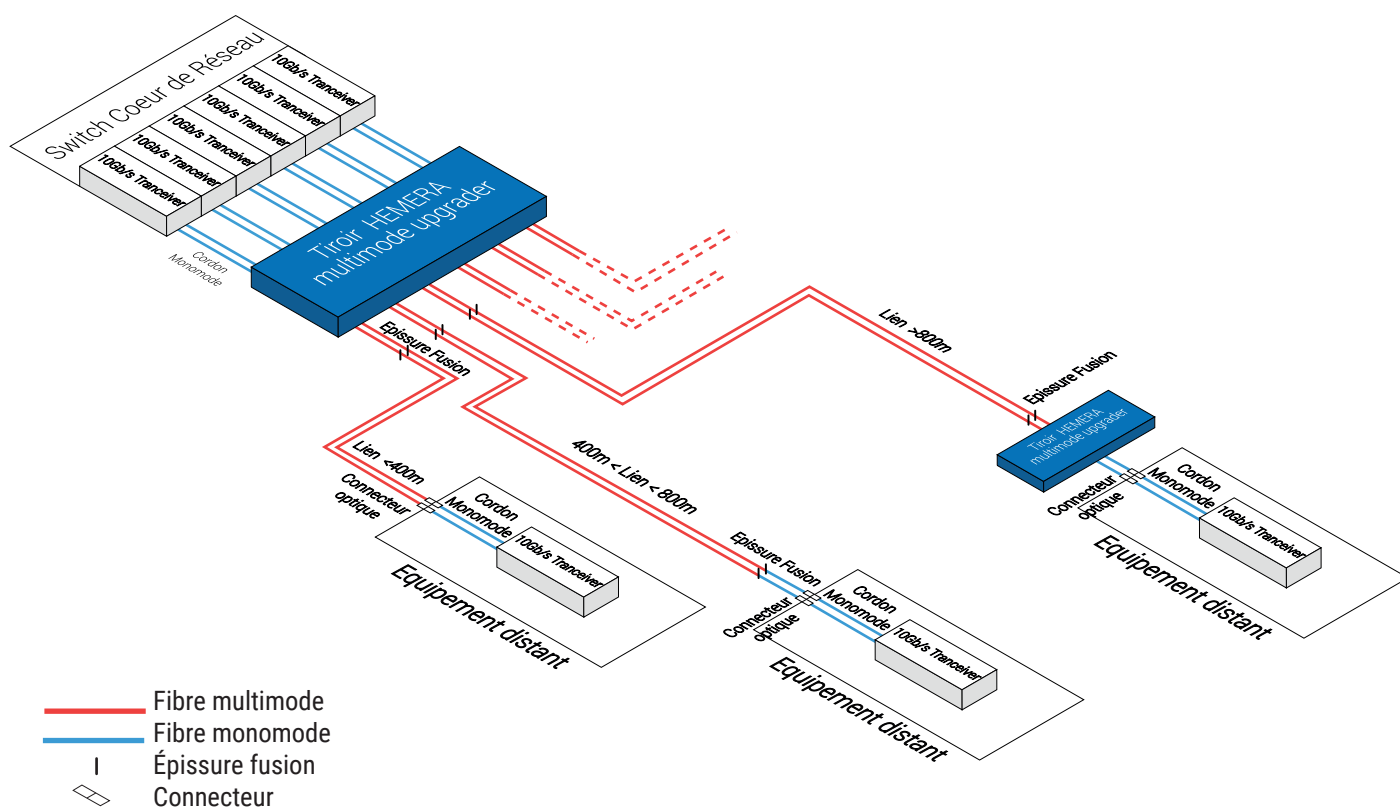 Switch Coeur de Réseau
10Gb/s Tranceiver
10Gb/s Tranceiver
10Gb/s Tranceiver
10Gb/s Tranceiver
10Gb/s Tranceiver
10Gb/s Tranceiver
Cordon
Monomode
Tiroir HEMERA
multimode upgrader
Epissure Fusion
Lien >800m
Epissure Fusion
Tiroir HEMERA
multimode upgrader
Connecteur
optique
Cordon
Monomode
10Gb/s Tranceiver
Equipement distant
Lien <400m
Connecteur
optique
Cordon
Monomode
10Gb/s Tranceiver
Equipement distant
400m < Lien < 800m
Epissure Fusion
Connecteur
optique
Cordon
Monomode
10Gb/s Tranceiver
Equipement distant
Fibre multimode
Fibre monomode
Épissure fusion
Connecteur